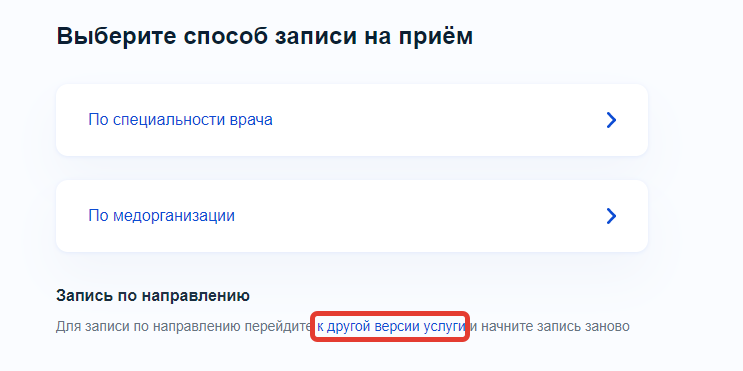 Выберите способ записи на приём
По специальности врача
По медорганизации
Запись по направлению
Для записи по направлению перейдите к другой версии услуги и начните запись заново